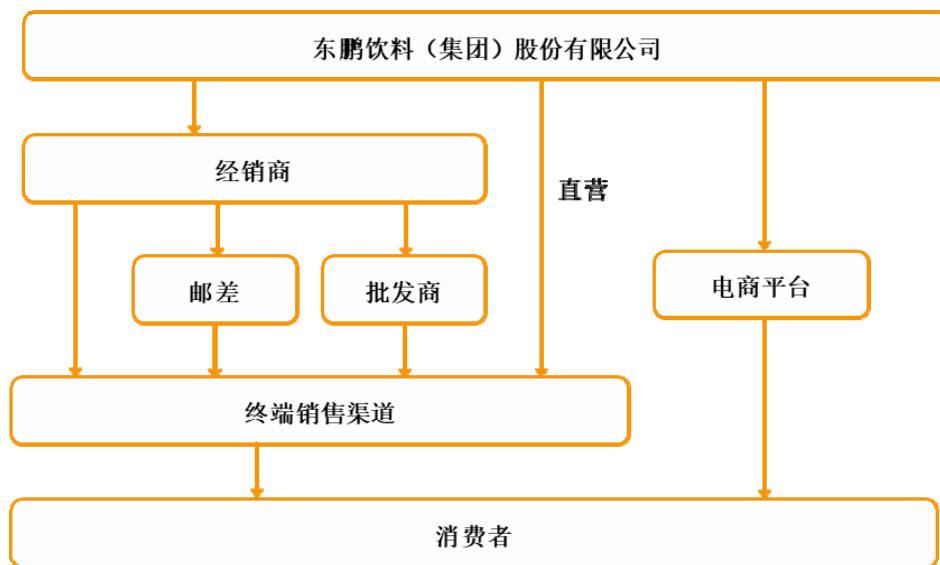 东鹏饮料（集团）股份有限公司
经销商
直营
邮差
批发商
电商平台
终端销售渠道
消费者